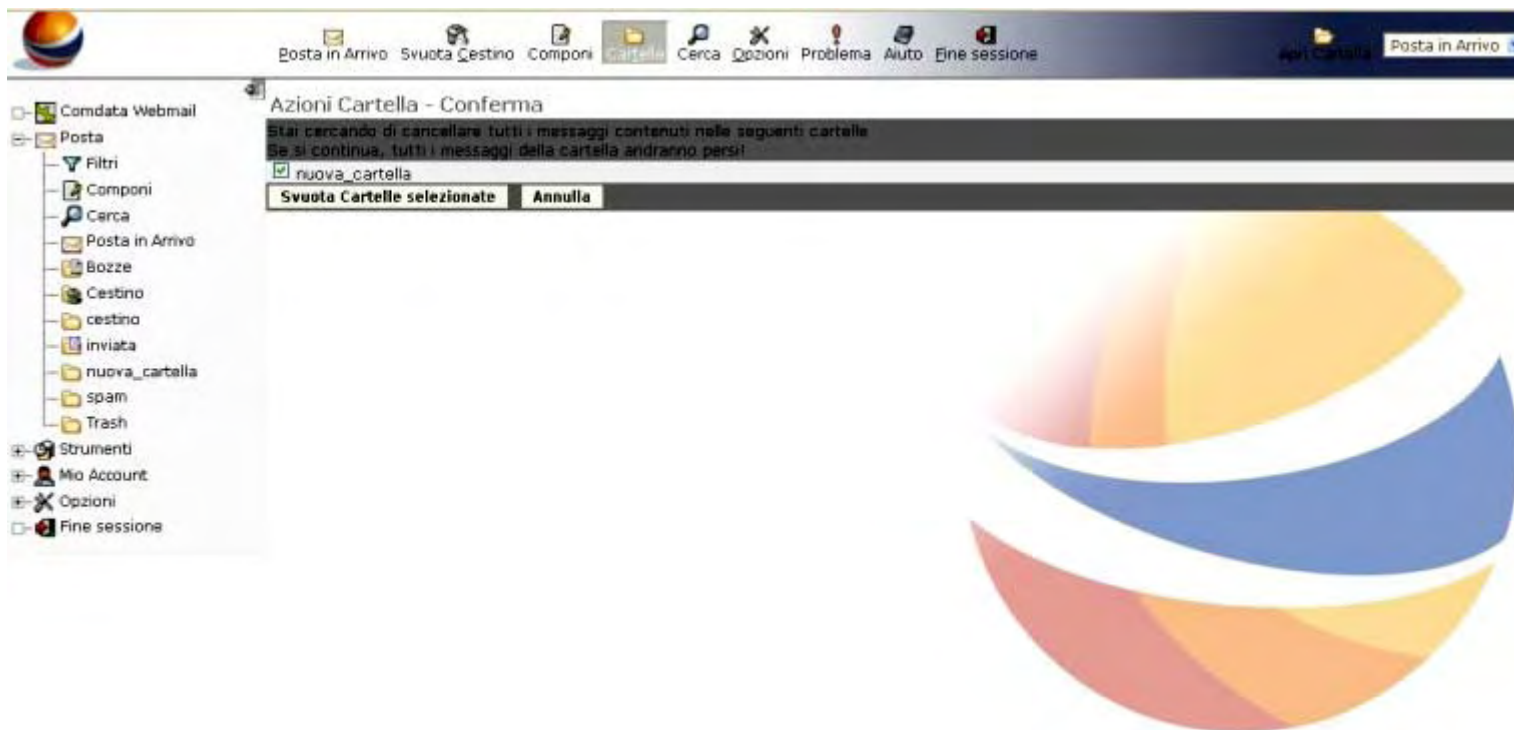 Posta in Arrivo Svuota Cestino Componi Cartelle Cerca Opzioni Problema Aiuto Fine sessione Apri Cartella Posta in Arrivo
Comdata Webmail
Posta
Filtri
Componi
Cerca
Posta in Arrivo
Bozze
Cestino
cestino
inviata
nuova_cartella
spam
Trash
Strumenti
Mio Account
Opzioni
Fine sessione
Azioni Cartella - Conferma
Stai cercando di cancellare tutti i messaggi contenuti nelle seguenti cartelle
Se si continua, tutti i messaggi della cartella andranno persi!
nuova_cartella
Svuota Cartelle selezionate Annulla